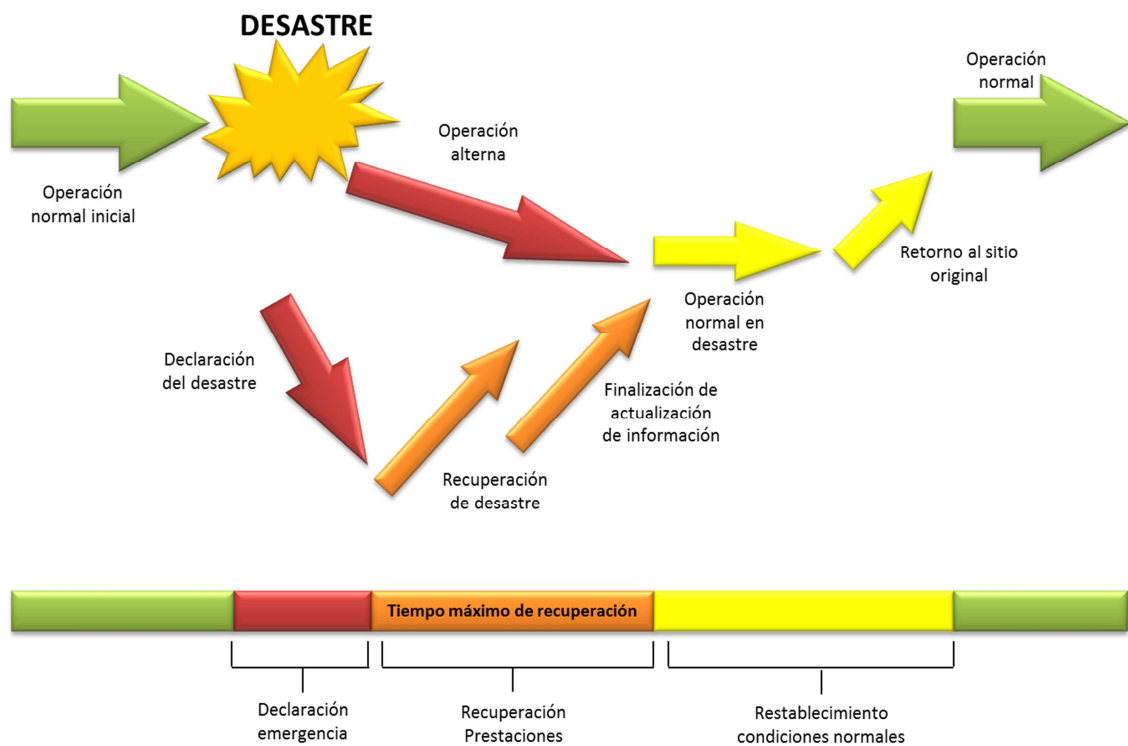 DESASTRE
Operación
normal
Operación
alterna
Operación
normal inicial
Retorno al sitio
original
Operación
normal en
desastre
Declaración
del desastre
Finalización de
actualización
de información
Recuperación
de desastre
Tiempo máximo de recuperación
Declaración
emergencia
Recuperación
Prestaciones
Restablecimiento
condiciones normales